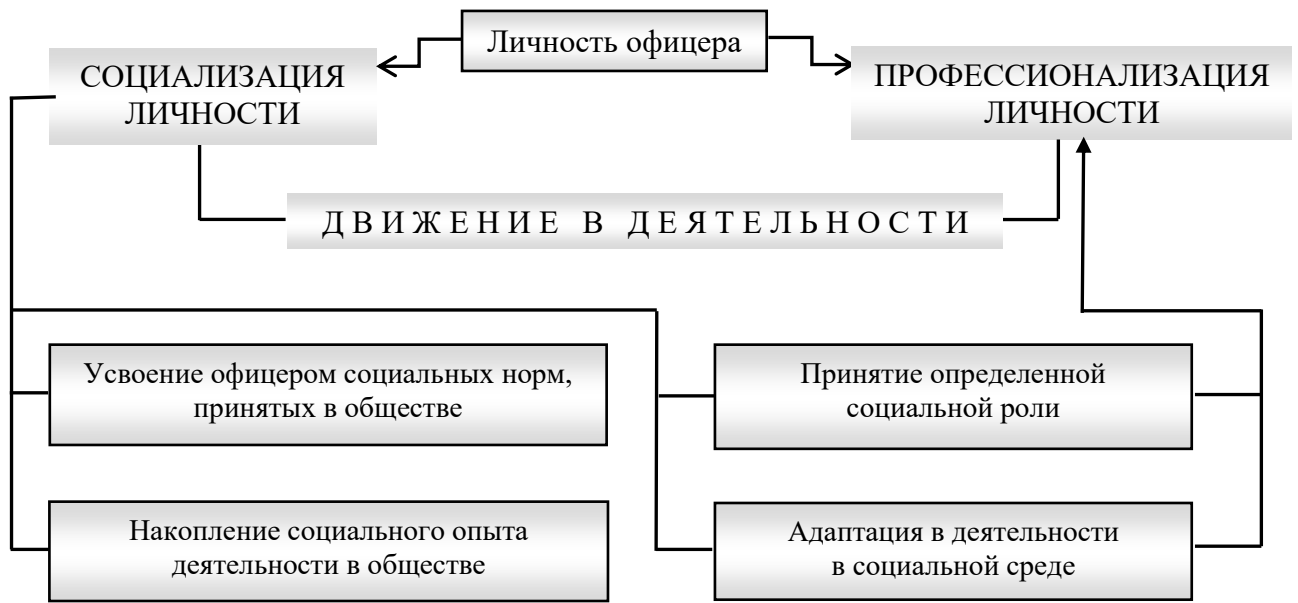 Личность офицера
СОЦИАЛИЗАЦИЯ
ЛИЧНОСТИ
ПРОФЕССИОНАЛИЗАЦИЯ
ЛИЧНОСТИ
Д В И Ж Е Н И Е В Д Е Я Т Е Л Ь Н О С Т И
Усвоение офицером социальных норм,
принятых в обществе
Принятие определенной
социальной роли
Накопление социального опыта
деятельности в обществе
Адаптация в деятельности
в социальной среде